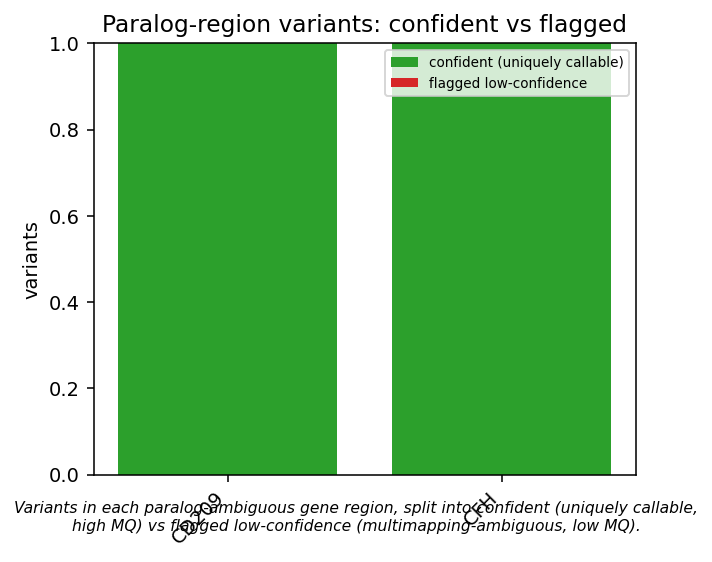 Paralog-region variants: confident vs flagged
confident (uniquely callable)
flagged low-confidence
variants
1.0
0.8
0.6
0.4
0.2
0.0
CD209
CFH
Variants in each paralog-ambiguous gene region, split into confident (uniquely callable,
high MQ) vs flagged low-confidence (multimapping-ambiguous, low MQ).